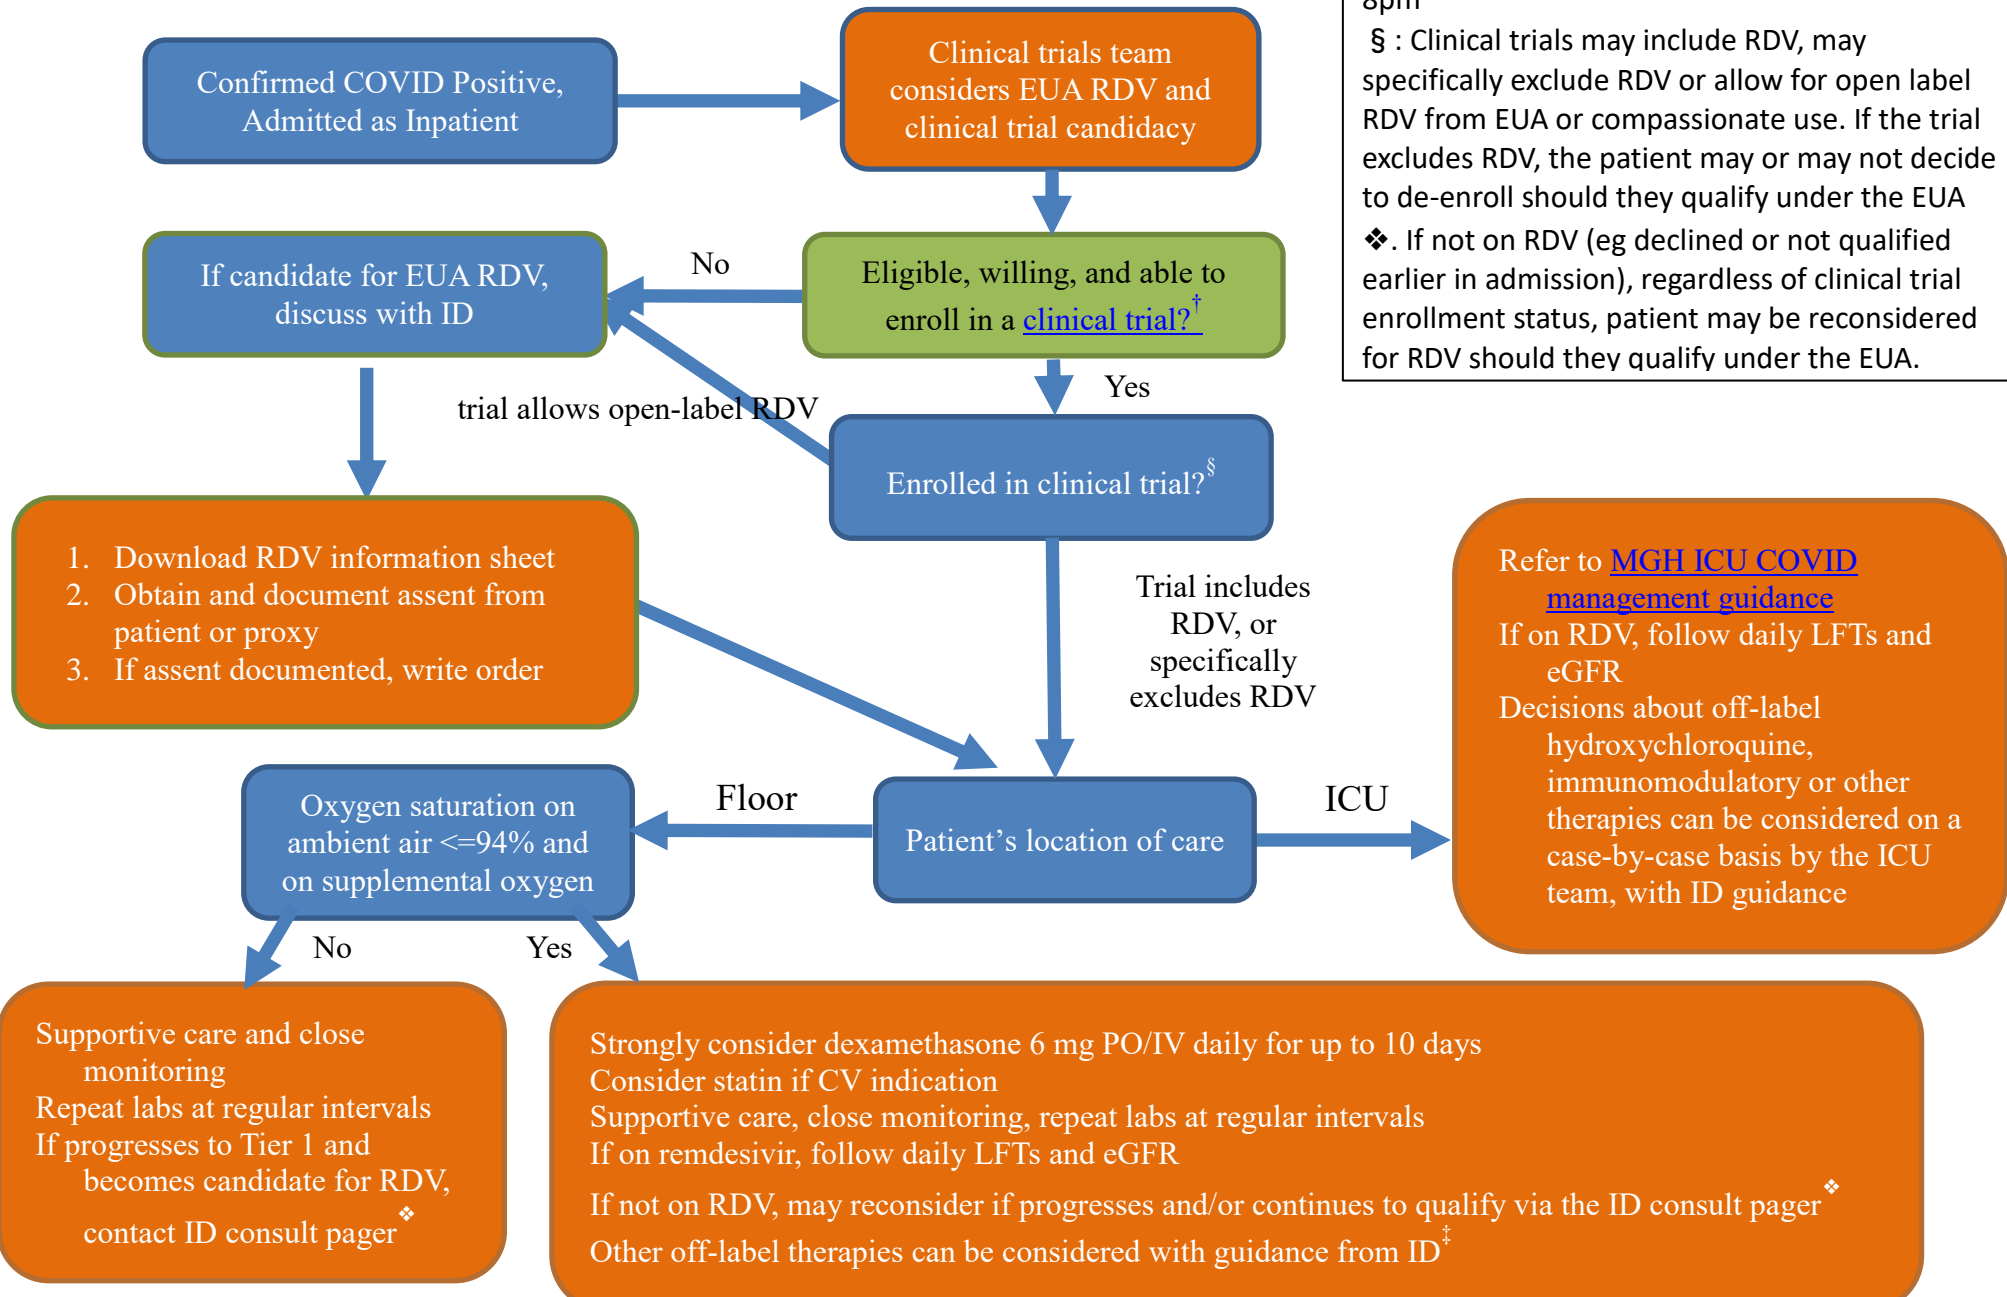 8pm
§ : Clinical trials may include RDV, may
specifically exclude RDV or allow for open label
RDV from EUA or compassionate use. If the trial
excludes RDV, the patient may or may not decide
to de-enroll should they qualify under the EUA
❖. If not on RDV (eg declined or not qualified
earlier in admission), regardless of clinical trial
enrollment status, patient may be reconsidered
for RDV should they qualify under the EUA.
Confirmed COVID Positive,
Admitted as Inpatient
Clinical trials team
considers EUA RDV and
clinical trial candidacy
Eligible, willing, and able to
enroll in a clinical trial?†
No
If candidate for EUA RDV,
discuss with ID
Yes
trial allows open-label RDV
Enrolled in clinical trial?§
1. Download RDV information sheet
2. Obtain and document assent from
patient or proxy
3. If assent documented, write order
Trial includes
RDV, or
specifically
excludes RDV
Patient’s location of care
Floor
ICU
Refer to MGH ICU COVID
management guidance
If on RDV, follow daily LFTs and
eGFR
Decisions about off-label
hydroxychloroquine,
immunomodulatory or other
therapies can be considered on a
case-by-case basis by the ICU
team, with ID guidance
Oxygen saturation on
ambient air <=94% and
on supplemental oxygen
No
Yes
Supportive care and close
monitoring
Repeat labs at regular intervals
If progresses to Tier 1 and
becomes candidate for RDV,
contact ID consult pager❖
Strongly consider dexamethasone 6 mg PO/IV daily for up to 10 days
Consider statin if CV indication
Supportive care, close monitoring, repeat labs at regular intervals
If on remdesivir, follow daily LFTs and eGFR
If not on RDV, may reconsider if progresses and/or continues to qualify via the ID consult pager❖
Other off-label therapies can be considered with guidance from ID‡